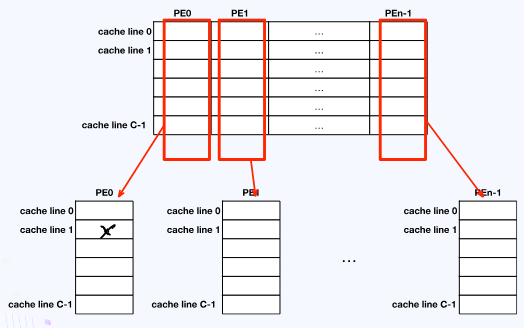 PE0 PE1 PEn-1
cache line 0 ...
cache line 1 ...
...
...
...
cache line C-1 ...
PE0 PE1 PEn-1
cache line 0 cache line 0 cache line 0
cache line 1 x cache line 1 cache line 1
...
cache line C-1 cache line C-1 cache line C-1